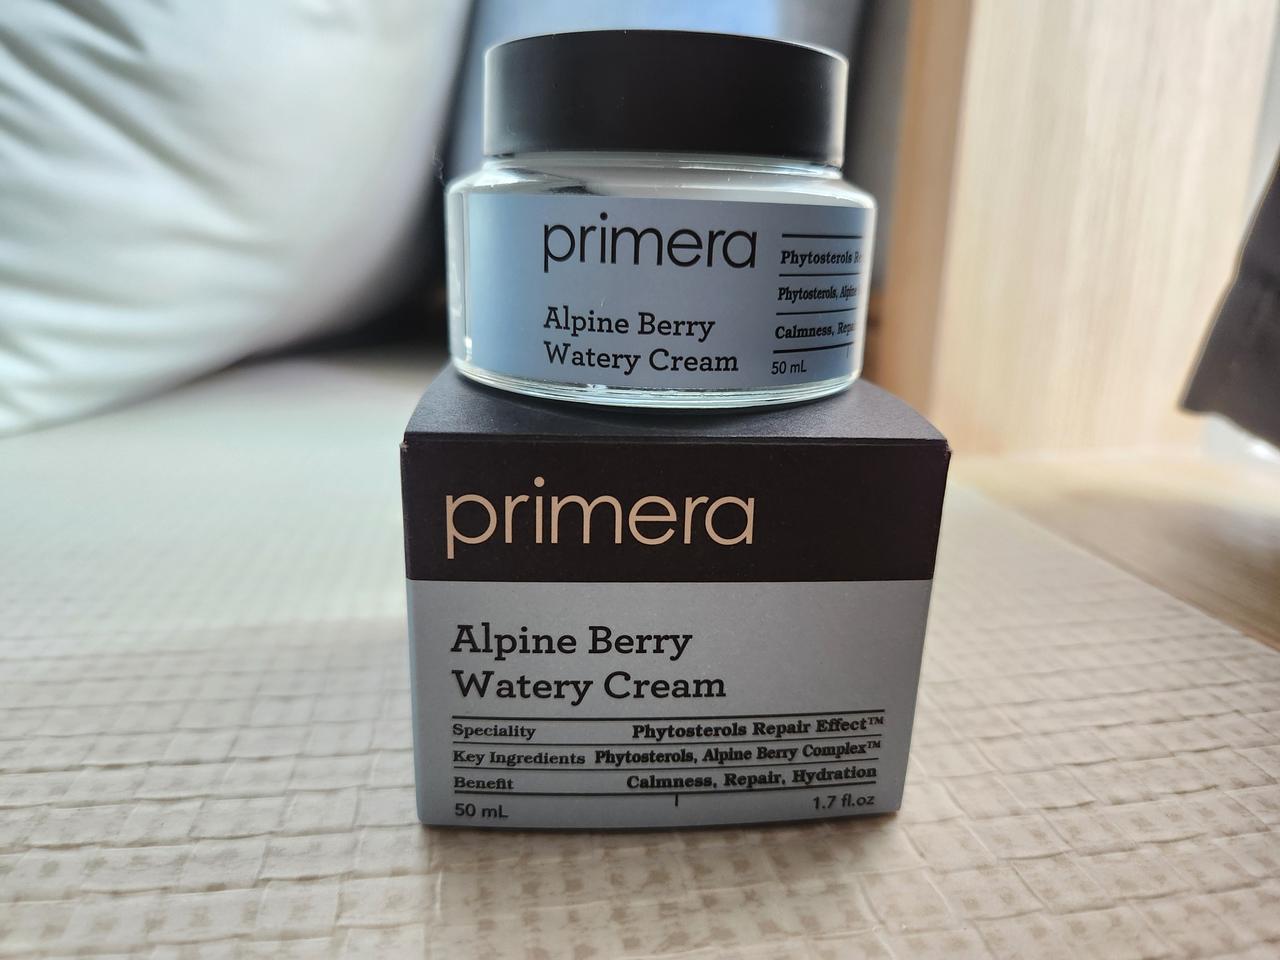 primera
Alpine Berry
Watery Cream
Phytosterols
Phytosterols, Alpine
Calmness,
50 mL
primera
Alpine Berry
Watery Cream
Speciality Phytosterols Repair Effect™
Key Ingredients Phytosterols, Alpine Berry Complex™
Benefit Calmness, Repair, Hydration
50 mL 1.7 fl.oz